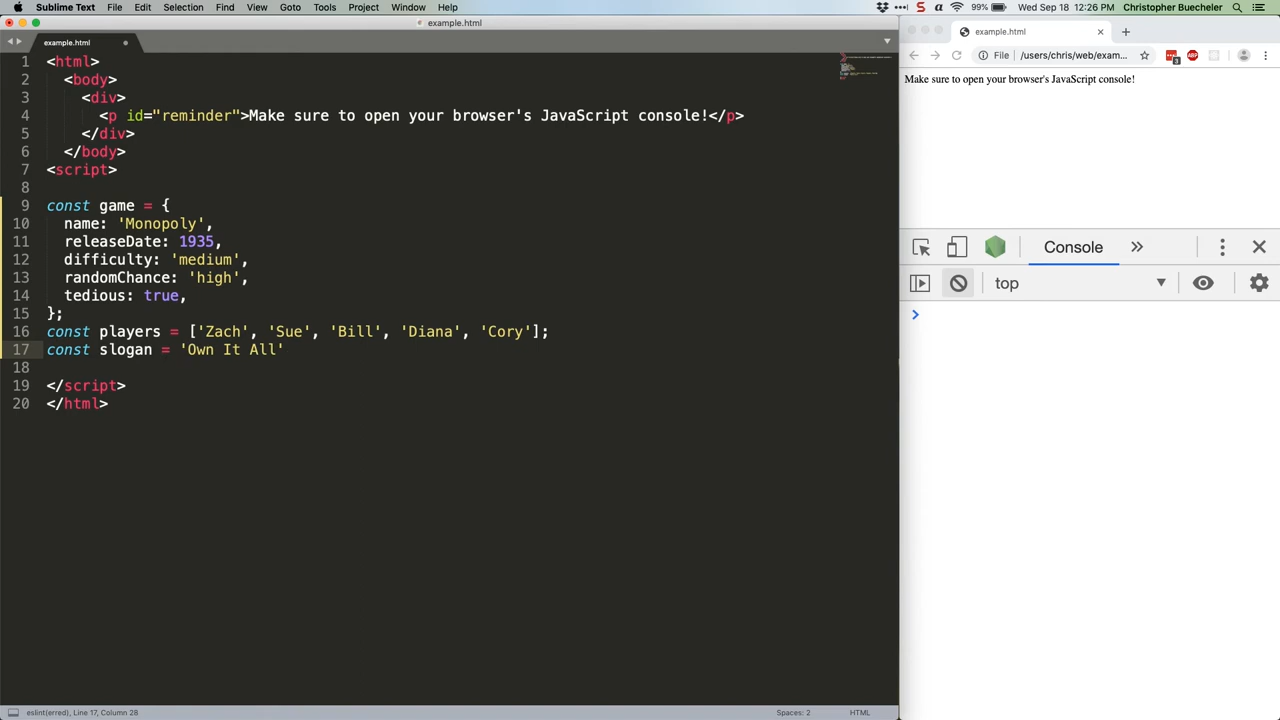 Sublime Text File Edit Selection Find View Goto Tools Project Window Help S a 99% Wed Sep 18 12:26 PM Christopher Buecheler
example.html
example.html
1 <html>
2 <body>
3 <div>
4 <p id="reminder">Make sure to open your browser's JavaScript console!</p>
5 </div>
6 </body>
7 <script>
8
9 const game = {
10 name: 'Monopoly',
11 releaseDate: 1935,
12 difficulty: 'medium',
13 randomChance: 'high',
14 tedious: true,
15 };
16 const players = ['Zach', 'Sue', 'Bill', 'Diana', 'Cory'];
17 const slogan = 'Own It All'
18
19 </script>
20 </html>
eslint(erred), Line 17, Column 28 Spaces: 2 HTML
example.html
File /users/chris/web/exam... 3 ABP
Make sure to open your browser's JavaScript console!
Console
top